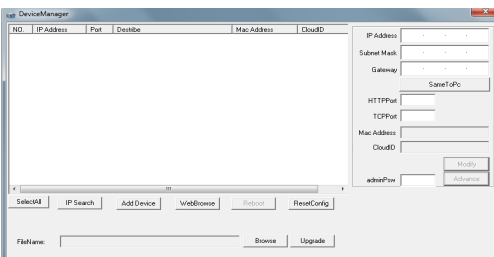 DeviceManager
NO. IP Address Port Destribe Mac Address CloudID
IP Address
Subnet Mask
Gateway
SameToPc
HTTPPort
TCPPort
Mac Address
CloudID
Modify
adminPsw Advance
SelectAll IP Search Add Device WebBrowse Reboot ResetConfig
FileName: Browse Upgrade